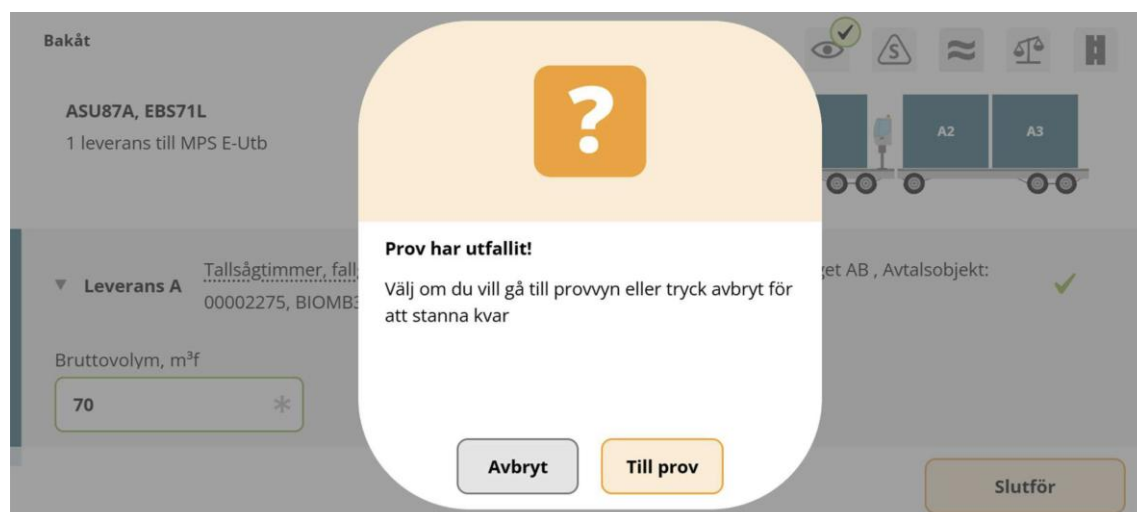 Bakåt
S
ASU87A, EBS71L
1 leverans till MPS E-Utb
A2
A3
?
Prov har utfallit!
Välj om du vill gå till provvyn eller tryck avbryt för
att stanna kvar
Leverans A
Tallsågtimmer,
et AB , Avtalsobjekt:
00002275,
Bruttovolym, m³f
70
*
Avbryt
Till prov
Slutför